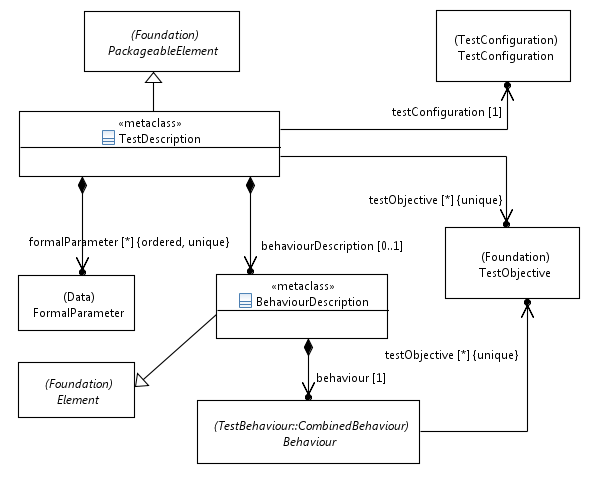 (Foundation)
PackageableElement
(TestConfiguration)
TestConfiguration
testConfiguration [1]
«metaclass»
TestDescription
testObjective [*] {unique}
formalParameter [*] {ordered, unique}
behaviourDescription [0..1]
(Foundation)
TestObjective
(Data)
FormalParameter
«metaclass»
BehaviourDescription
testObjective [*] {unique}
behaviour [1]
(Foundation)
Element
(TestBehaviour::CombinedBehaviour)
Behaviour